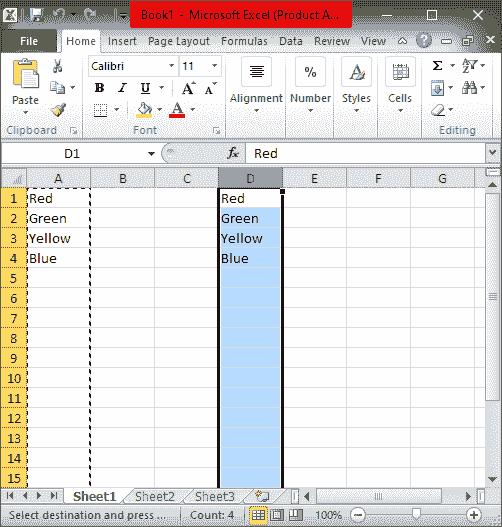 Book1 - Microsoft Excel (Product A...
File Home Insert Page Layout Formulas Data Review View
Paste
Calibri 11
B I U A A
A
%
Σ
Alignment Number Styles Cells
Clipboard Font Editing
D1 fx Red
A B C D E F G
1 Red Red
2 Green Green
3 Yellow Yellow
4 Blue Blue
5
6
7
8
9
10
11
12
13
14
15
Sheet1 Sheet2 Sheet3
Select destination and press ... Count: 4 100%